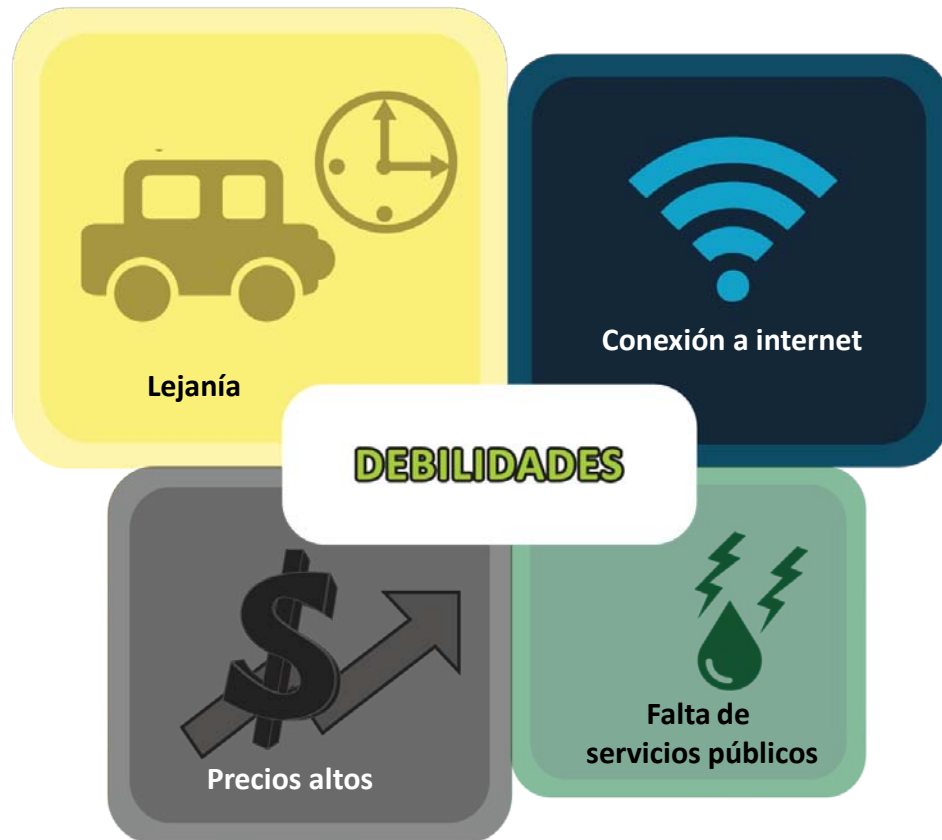 Lejanía
Conexión a internet
DEBILIDADES
Precios altos
Falta de
servicios públicos